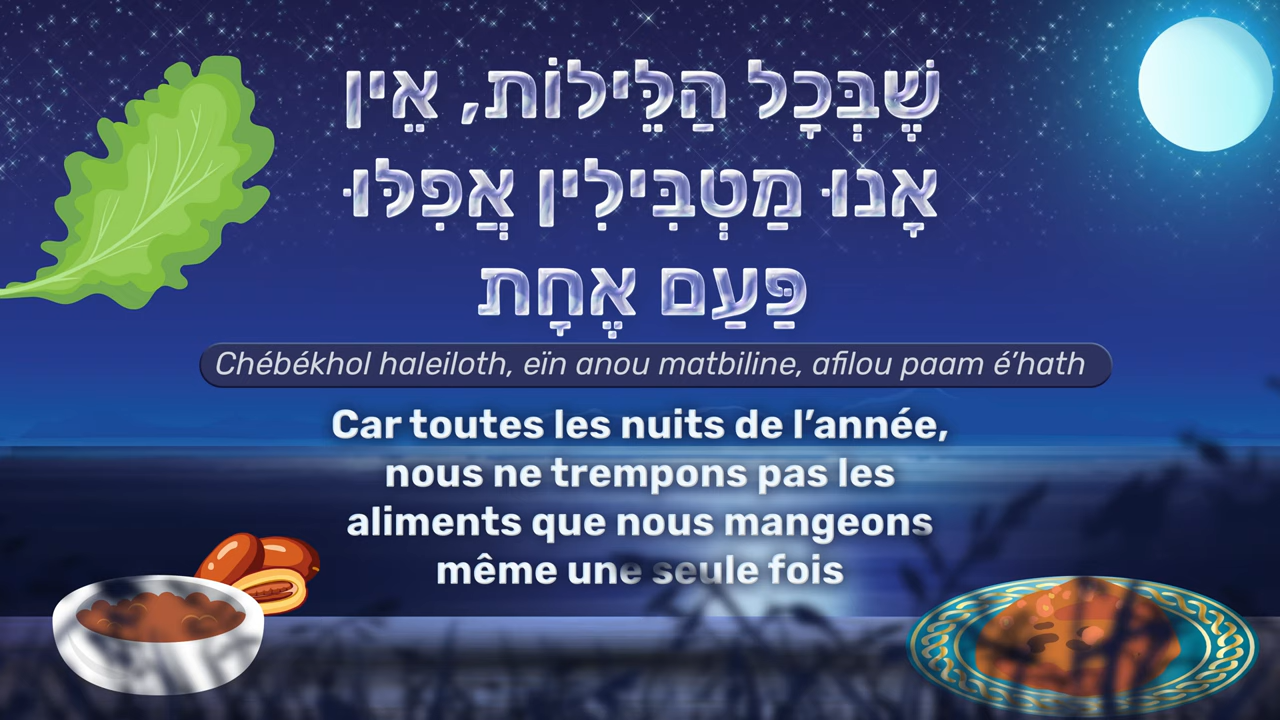 שֶׁבְּכָל הַלֵּילוֹת, אֵין
אָנוּ מַטְבִּילִין אֲפִלּוּ
פַּעַם אֶחָת
Chébékhol haleiloth, eïn anou matbiline, afilou paam é’hath
Car toutes les nuits de l’année,
nous ne trempons pas les
aliments que nous mangeons
même une seule fois